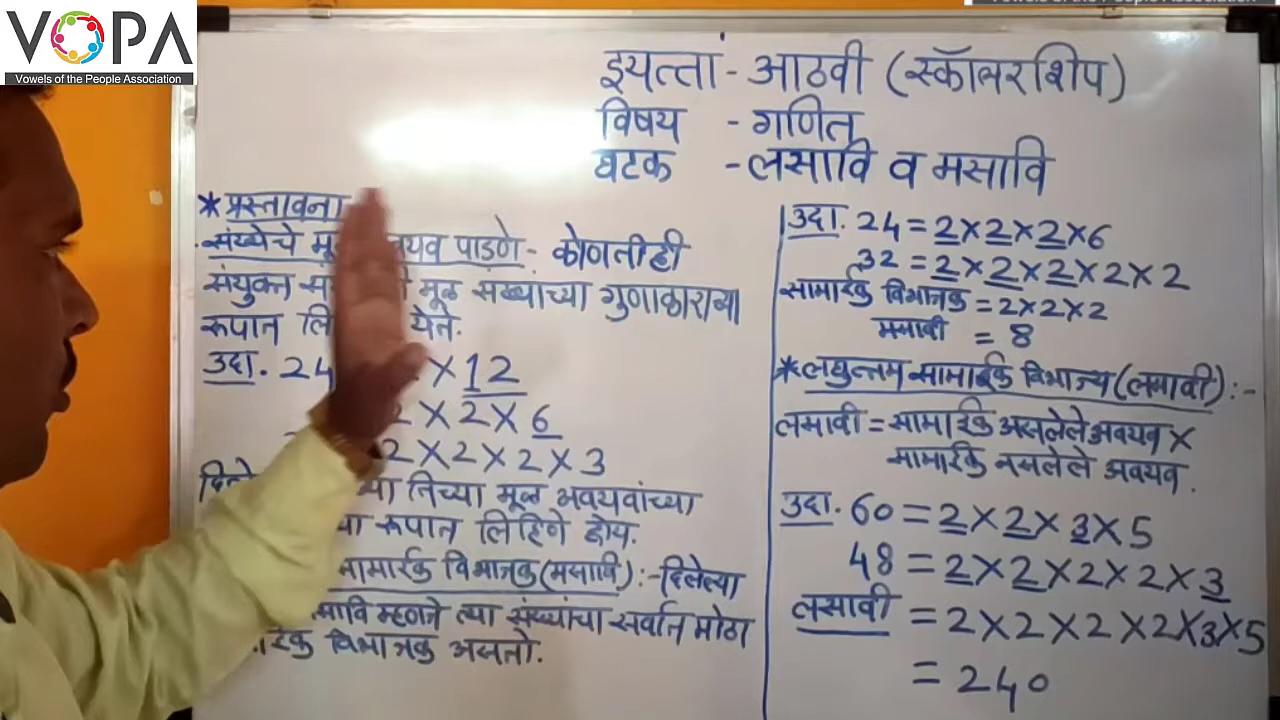 VOPA
Vowels of the People Association
इयत्ता - आठवी (स्कॉलरशिप)
विषय - गणित
घटक - लसावि व मसावि
* प्रस्तावना
संख्येचे पाडणे - कोणतीही
संयुक्त मूळ संख्यांच्या गुणाकाराच्या
रूपात येते.
उदा. 24 × 12
2 × 2 × 6
2 × 2 × 2 × 3
तिच्या मूळ अवयवांच्या
रूपात लिहिणे होय.
सामाईक विभाजक (मसावि) :- दिलेल्या
म्हणजे त्या संख्यांचा सर्वात मोठा
विभाजक असतो.
उदा. 24 = 2×2×2×6
32 = 2×2×2×2×2
सामाईक विभाजक = 2×2×2
मसावी = 8
* लघुत्तम सामाईक विभाज्य (लसावी) :-
लसावी = सामाईक असलेले अवयव ×
सामाईक नसलेले अवयव.
उदा. 60 = 2×2×3×5
48 = 2×2×2×2×3
लसावी = 2×2×2×2×3×5
= 240